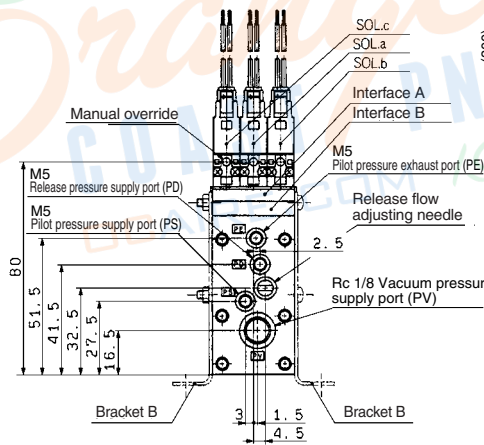 SOL.c
SOL.a
SOL.b
Manual override
Interface A
Interface B
M5
Pilot pressure exhaust port (PE)
M5
Release pressure supply port (PD)
M5
Pilot pressure supply port (PS)
Release flow
adjusting needle
2.5
Rc 1/8 Vacuum pressur
supply port (PV)
PE
PD
PS
PV
80
51.5
41.5
32.5
27.5
16.5
Bracket B
3
1.5
4.5
Bracket B